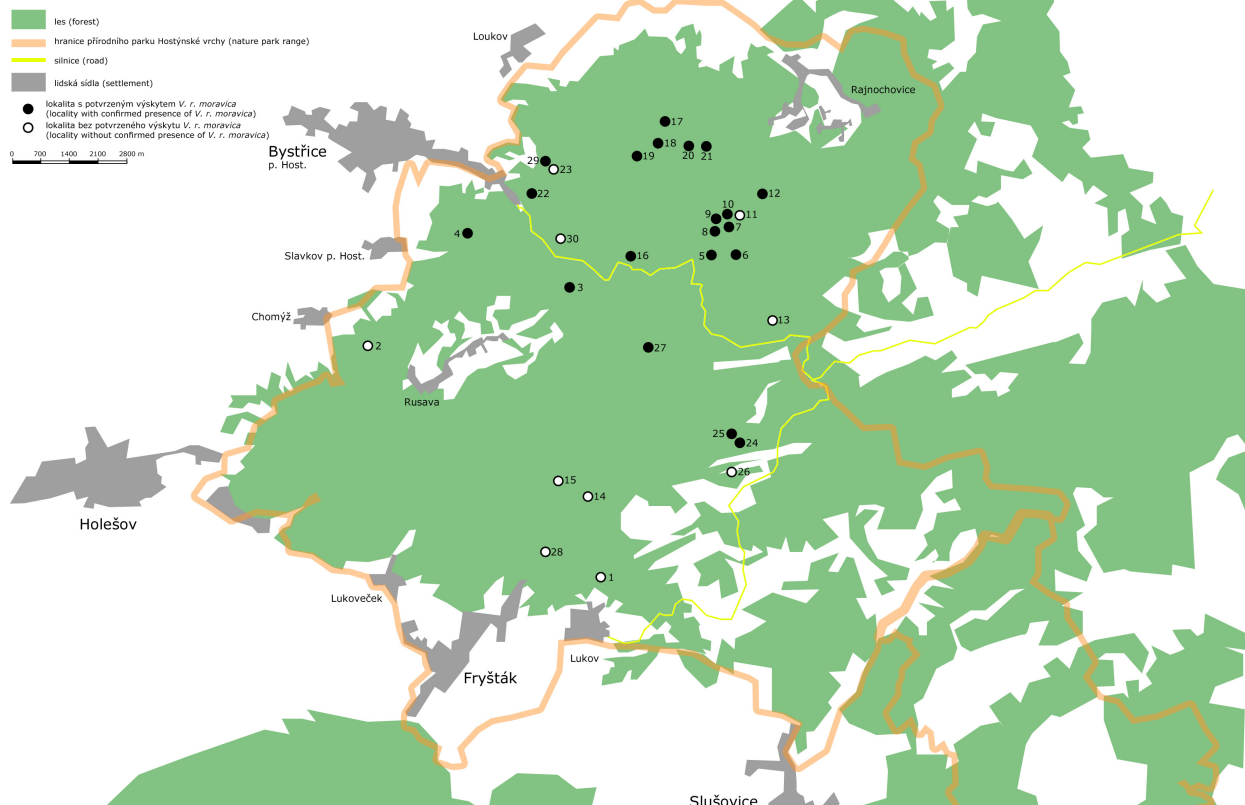 les (forest)
hranice přírodního parku Hostýnské vrchy (nature park range)
silnice (road)
lidská sídla (settlement)
lokalita s potvrzeným výskytem V. r. moravica
(locality with confirmed presence of V. r. moravica)
lokalita bez potvrzeného výskytu V. r. moravica
(locality without confirmed presence of V. r. moravica)
0 700 1400 2100 2800 m
Loukov
Rajnochovice
Bystřice
p. Host.
17
18
19
20
21
29
23
22
12
10
9
11
7
8
4
30
Slavkov p. Host.
16
5
6
3
Chomýž
13
2
27
Rusava
25
24
26
15
14
Holešov
28
1
Lukoveček
Lukov
Fryšták
Slušovice